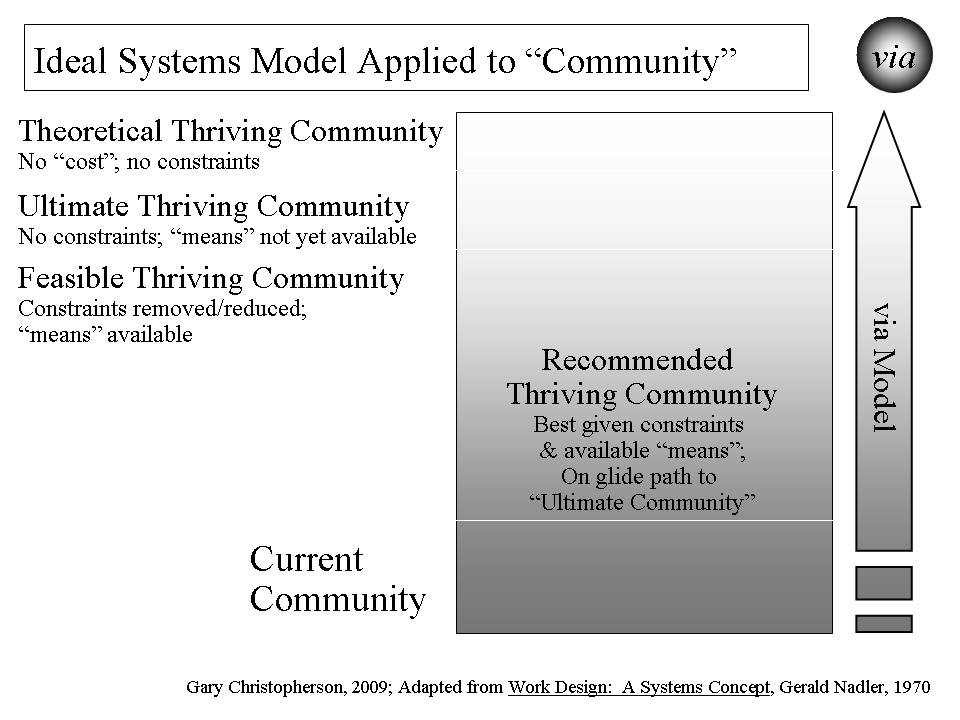 Ideal Systems Model Applied to “Community”
via
Theoretical Thriving Community
No “cost”; no constraints
Ultimate Thriving Community
No constraints; “means” not yet available
Feasible Thriving Community
Constraints removed/reduced;
“means” available
Recommended
Thriving Community
Best given constraints
& available “means”;
On glide path to
“Ultimate Community”
via Model
Current
Community
Gary Christopherson, 2009; Adapted from Work Design: A Systems Concept, Gerald Nadler, 1970